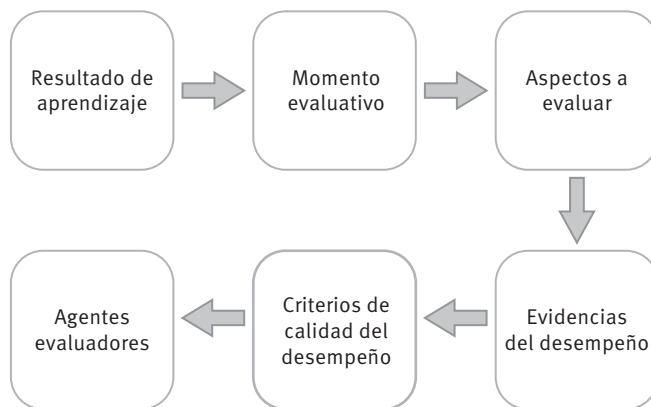 Resultado de
aprendizaje
Momento
evaluativo
Aspectos a
evaluar
Evidencias
del desempeño
Criterios de
calidad del
desempeño
Agentes
evaluadores